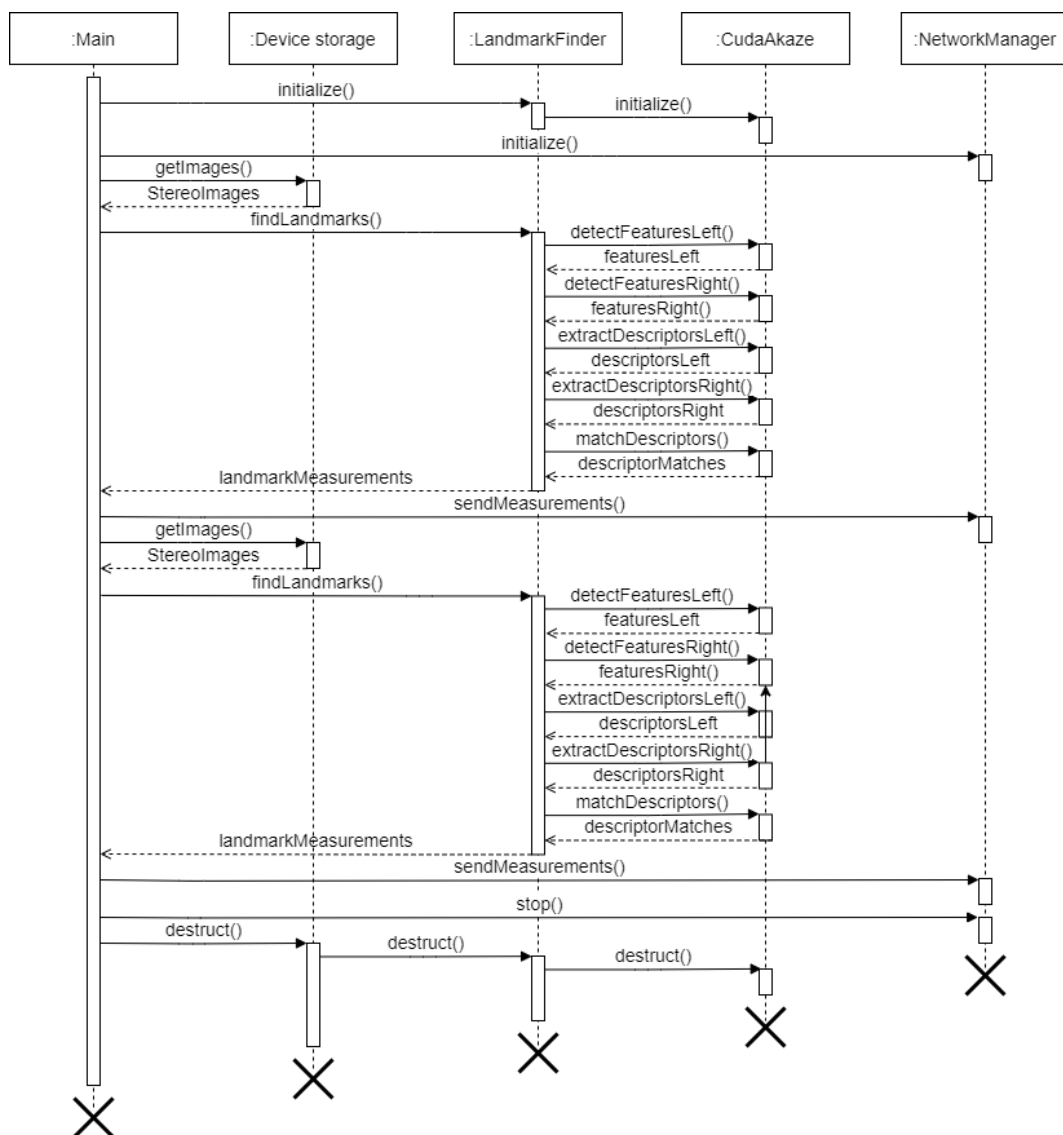 :Main
:Device storage
:LandmarkFinder
:CudaAkaze
:NetworkManager
initialize()
initialize()
initialize()
getImages()
StereoImages
findLandmarks()
detectFeaturesLeft()
featuresLeft
detectFeaturesRight()
featuresRight()
extractDescriptorsLeft()
descriptorsLeft
extractDescriptorsRight()
descriptorsRight
matchDescriptors()
descriptorMatches
landmarkMeasurements
sendMeasurements()
getImages()
StereoImages
findLandmarks()
detectFeaturesLeft()
featuresLeft
detectFeaturesRight()
featuresRight()
extractDescriptorsLeft()
descriptorsLeft
extractDescriptorsRight()
descriptorsRight
matchDescriptors()
descriptorMatches
landmarkMeasurements
sendMeasurements()
stop()
destruct()
destruct()
destruct()